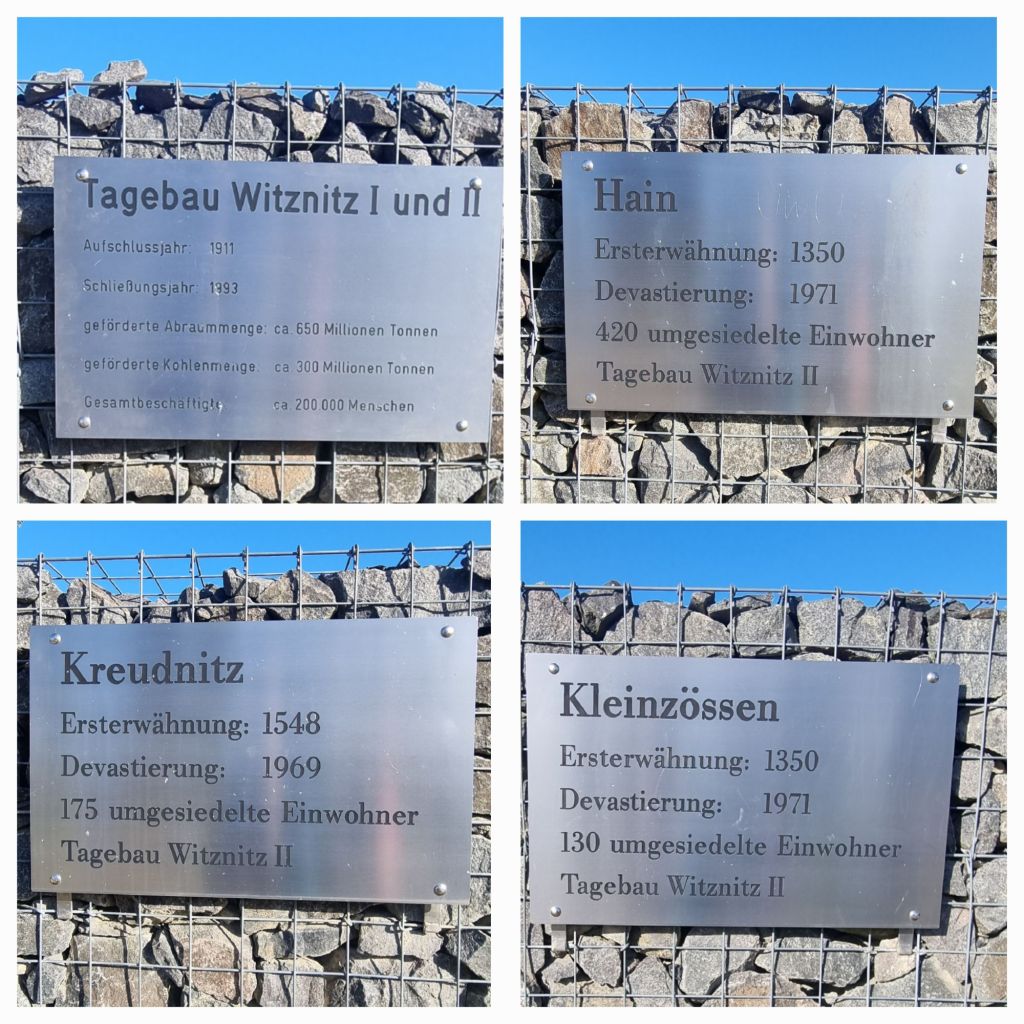 Tagebau Witznitz I und II
Aufschlussjahr: 1911
Schließungsjahr: 1993
geförderte Abraummenge: ca. 650 Millionen Tonnen
geförderte Kohlenmenge: ca. 300 Millionen Tonnen
Gesamtbeschäftigte ca. 200.000 Menschen
Hain
Ersterwähnung: 1350
Devastierung: 1971
420 umgesiedelte Einwohner
Tagebau Witznitz II
Kreudnitz
Ersterwähnung: 1548
Devastierung: 1969
175 umgesiedelte Einwohner
Tagebau Witznitz II
Kleinzössen
Ersterwähnung: 1350
Devastierung: 1971
130 umgesiedelte Einwohner
Tagebau Witznitz II